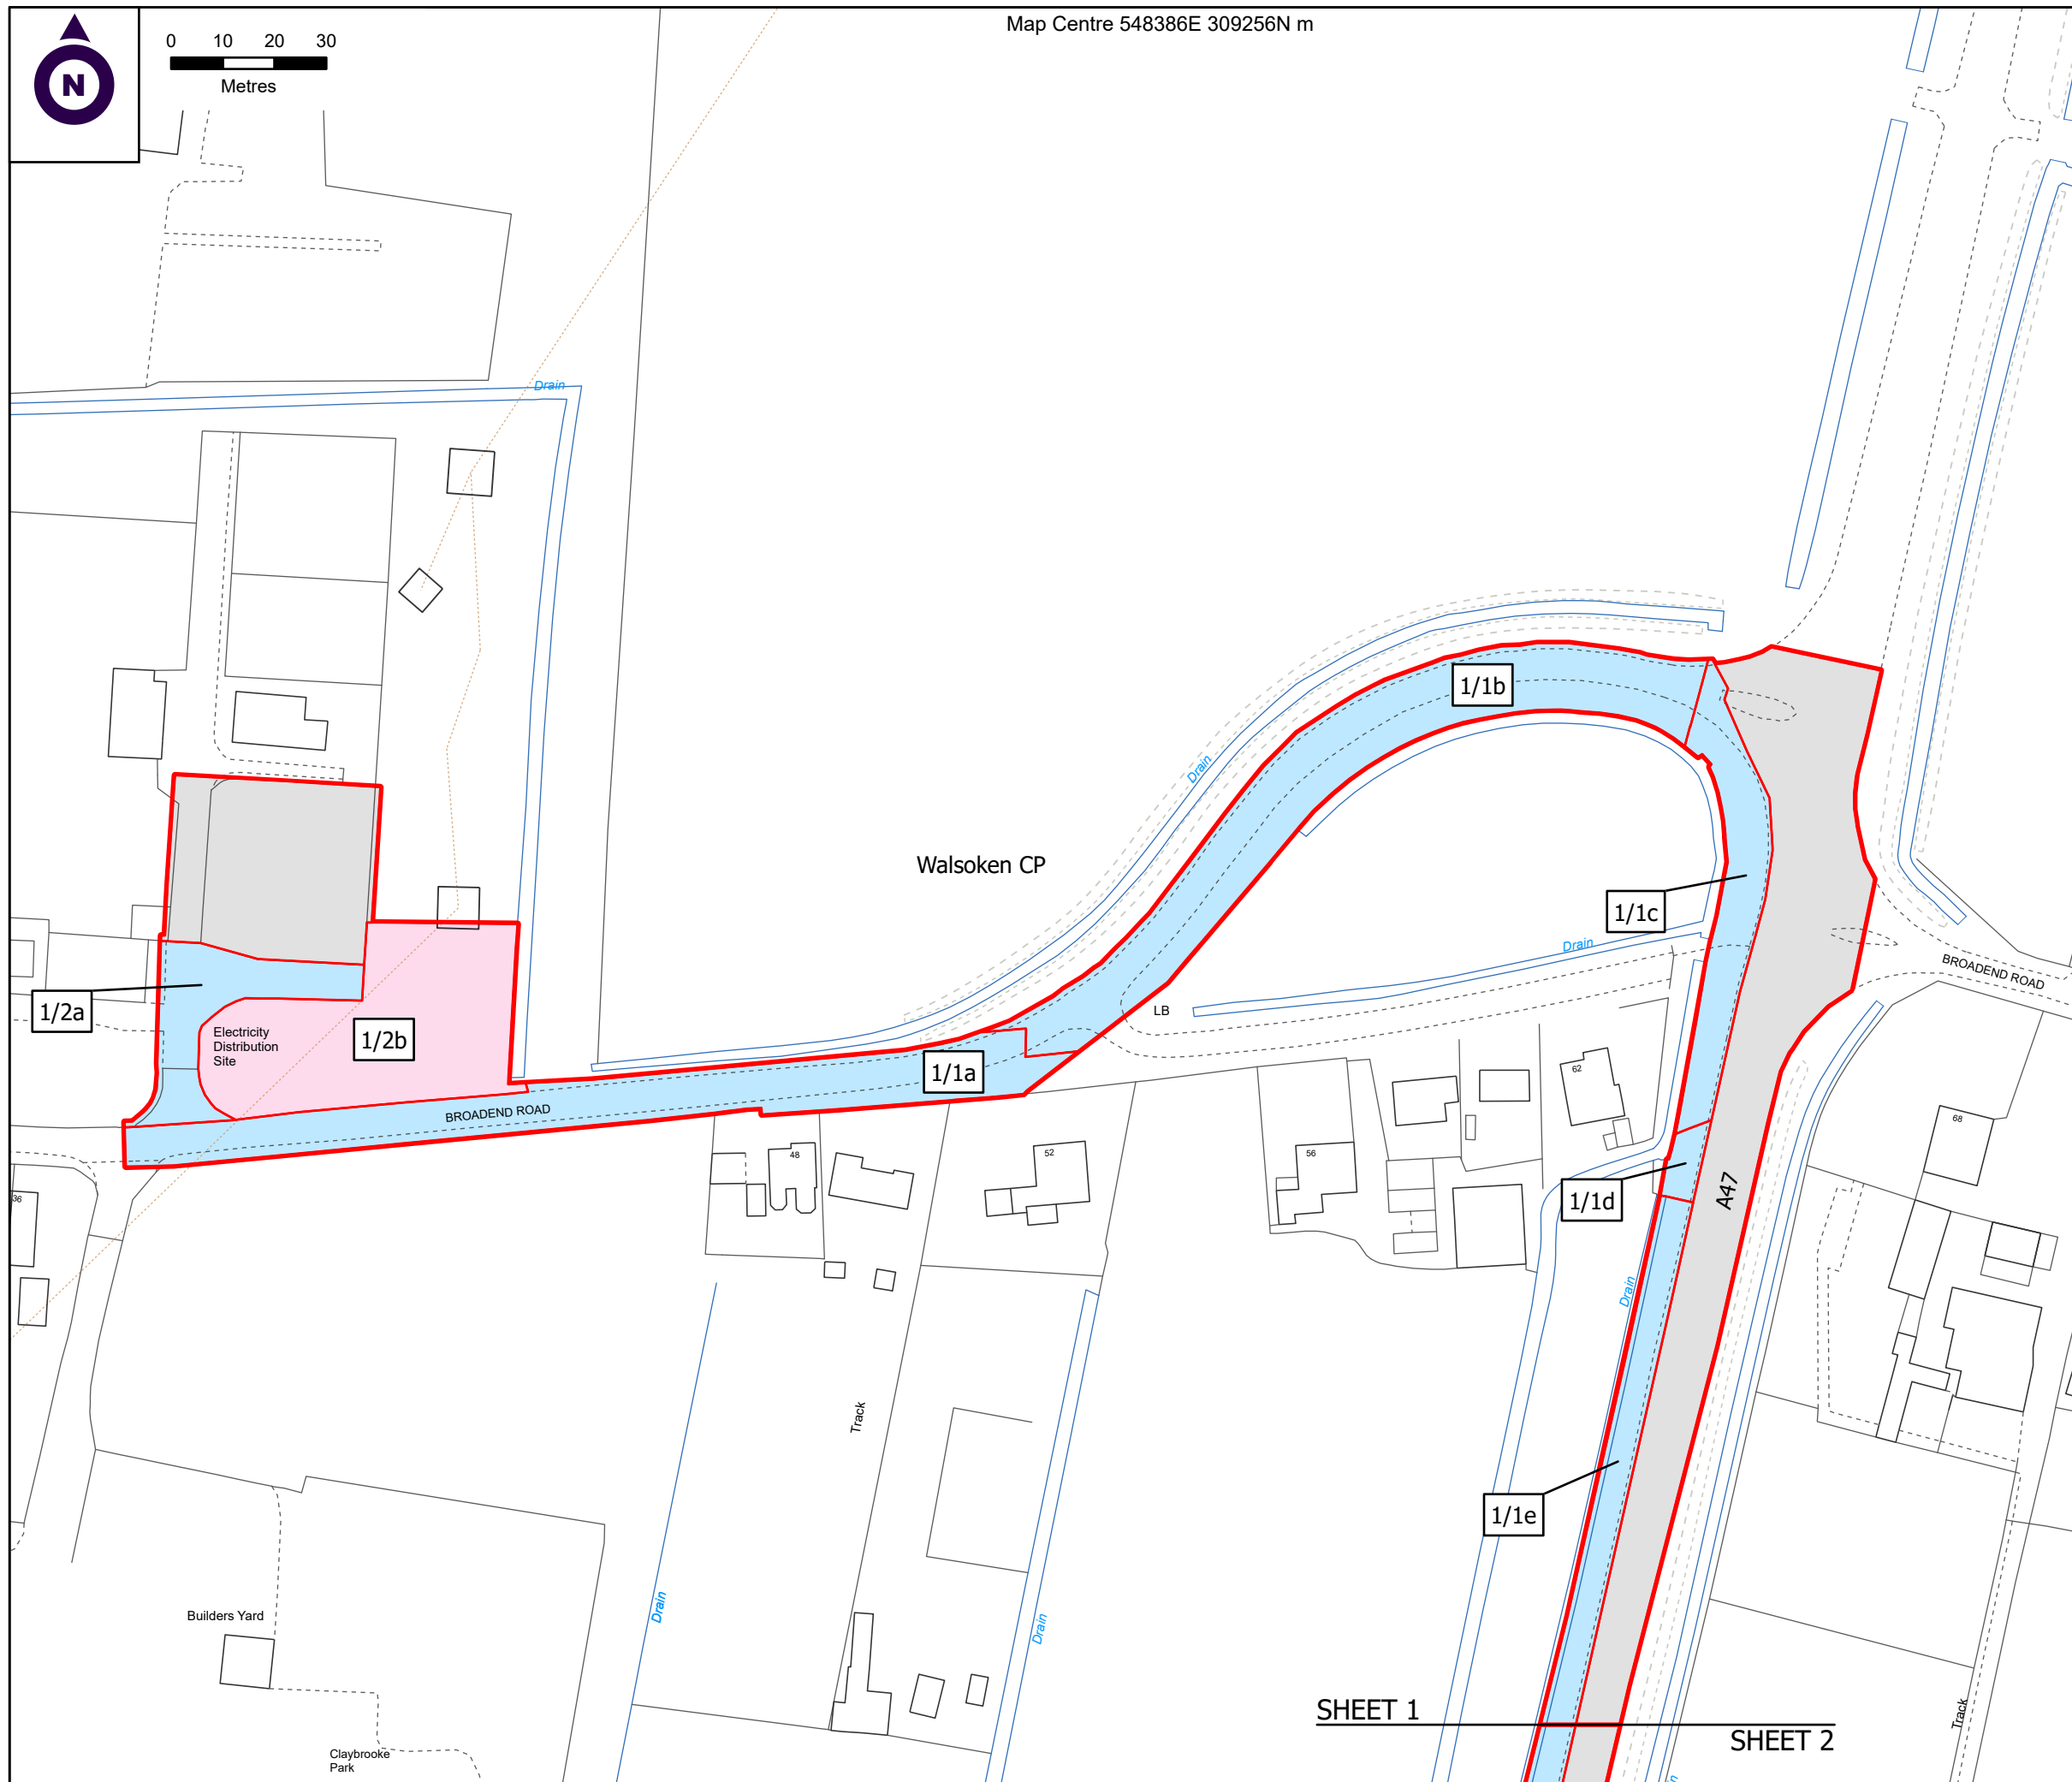 Map Centre 548386E 309256N m
N
0 10 20 30
Metres
Drain
1/1b
Drain
Walsoken CP
1/1c
Drain
BROADEND ROAD
1/2a
LB
Electricity
Distribution
Site
1/2b
1/1a
BROADEND ROAD
62
68
48
52
56
36
1/1d
A47
Drain
Track
1/1e
Drain
Drain
Builders Yard
SHEET 1
SHEET 2
Track
Claybrooke
Park